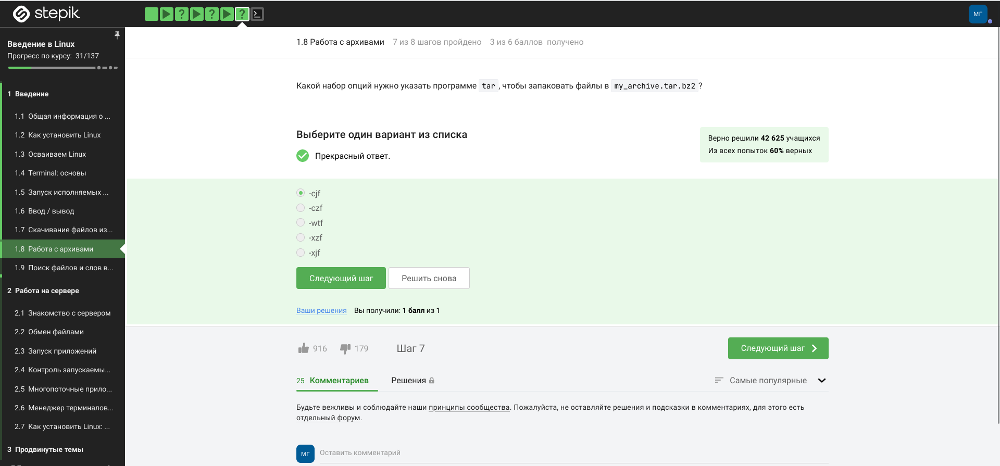 stepik
МГ
Введение в Linux
Прогресс по курсу: 31/137
1 Введение
1.1 Общая информация о ...
1.2 Как установить Linux
1.3 Осваиваем Linux
1.4 Terminal: основы
1.5 Запуск исполняемых ...
1.6 Ввод / вывод
1.7 Скачивание файлов из...
1.8 Работа с архивами
1.9 Поиск файлов и слов в...
2 Работа на сервере
2.1 Знакомство с сервером
2.2 Обмен файлами
2.3 Запуск приложений
2.4 Контроль запускаемы...
2.5 Многопоточные прило...
2.6 Менеджер терминалов...
2.7 Как установить Linux: ...
3 Продвинутые темы
1.8 Работа с архивами 7 из 8 шагов пройдено 3 из 6 баллов получено
Какой набор опций нужно указать программе tar, чтобы запаковать файлы в my_archive.tar.bz2?
Выберите один вариант из списка
Прекрасный ответ.
Верно решили 42 625 учащихся
Из всех попыток 60% верных
-cjf
-czf
-wtf
-xzf
-xjf
Следующий шаг
Решить снова
Ваши решения Вы получили: 1 балл из 1
916 179 Шаг 7
Следующий шаг
25 Комментариев Решения
Самые популярные
Будьте вежливы и соблюдайте наши принципы сообщества. Пожалуйста, не оставляйте решения и подсказки в комментариях, для этого есть
отдельный форум.
МГ Оставить комментарий